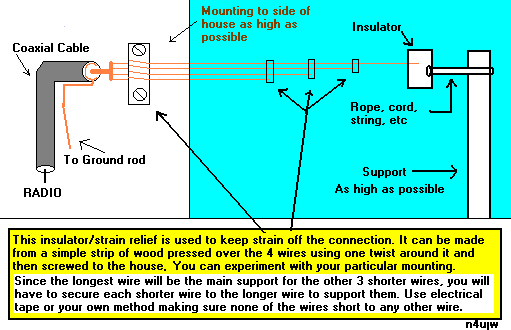 Mounting to side of
house as high as
possible
Insulator
Coaxial Cable
Rope, cord,
string, etc
To Ground rod
Support
As high as possible
RADIO
This insulator/strain relief is used to keep strain off the connection. It can be made
from a simple strip of wood pressed over the 4 wires using one twist around it and
then screwed to the house. You can experiment with your particular mounting.
Since the longest wire will be the main support for the other 3 shorter wires, you will
have to secure each shorter wire to the longer wire to support them. Use electrical
tape or your own method making sure none of the wires short to any other wire.
n4ujw